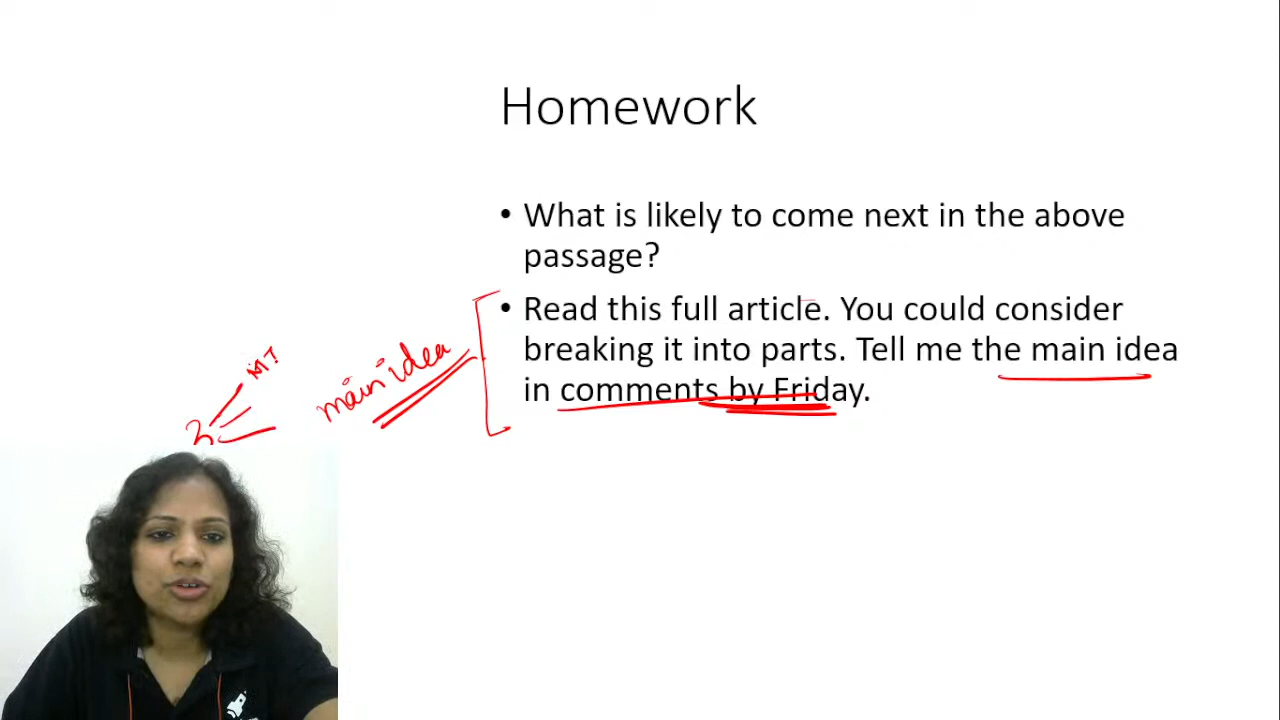 Homework
• What is likely to come next in the above
passage?
• Read this full article. You could consider
breaking it into parts. Tell me the main idea
in comments by Friday.
main idea